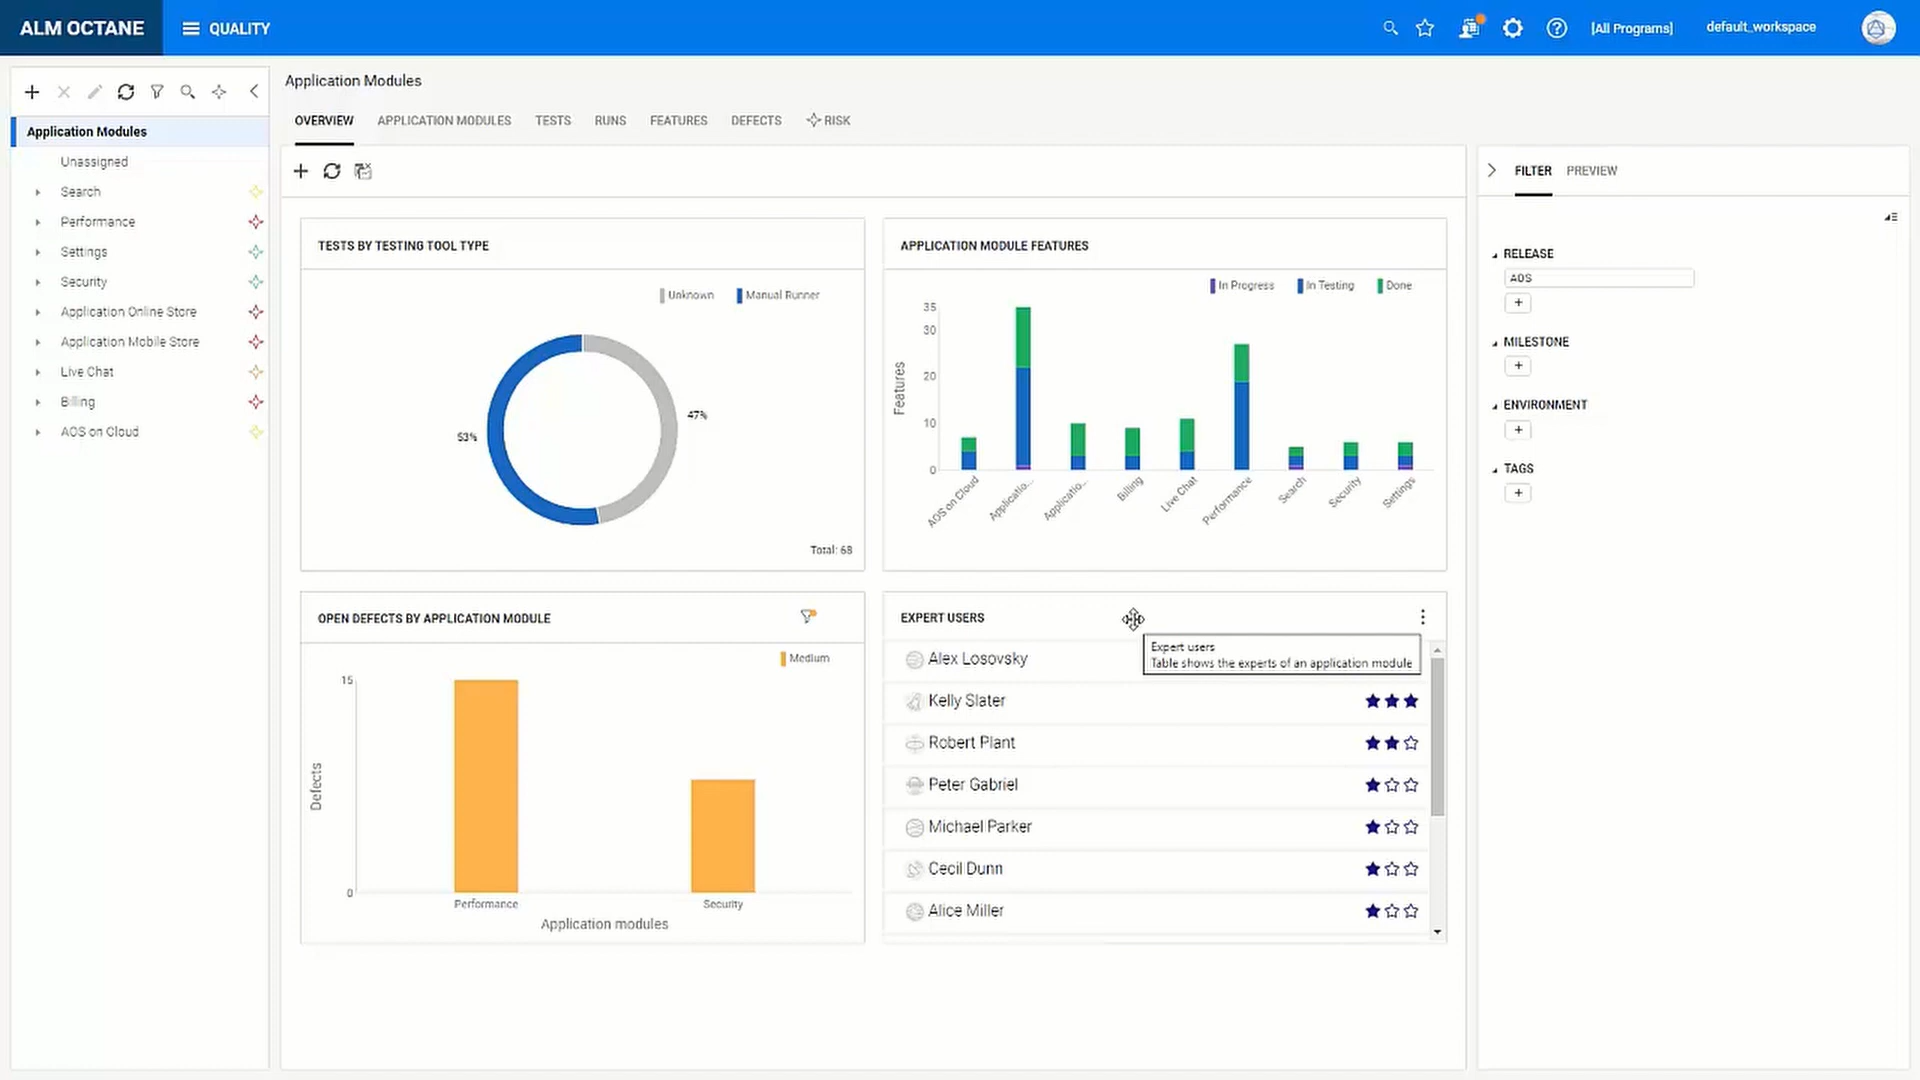 ALM OCTANE
QUALITY
[All Programs]
default_workspace
Application Modules
Unassigned
Search
Performance
Settings
Security
Application Online Store
Application Mobile Store
Live Chat
Billing
AOS on Cloud
Application Modules
OVERVIEW
APPLICATION MODULES
TESTS
RUNS
FEATURES
DEFECTS
RISK
TESTS BY TESTING TOOL TYPE
Unknown
Manual Runner
53%
47%
Total: 68
APPLICATION MODULE FEATURES
In Progress
In Testing
Done
Features
35
30
20
10
0
AOS on Cloud
Applicatio...
Applicatio...
Billing
Live Chat
Performance
Search
Security
Settings
OPEN DEFECTS BY APPLICATION MODULE
Medium
Defects
15
0
Performance
Security
Application modules
EXPERT USERS
Expert users
Table shows the experts of an application module
Alex Losovsky
Kelly Slater
Robert Plant
Peter Gabriel
Michael Parker
Cecil Dunn
Alice Miller
FILTER
PREVIEW
RELEASE
AOS
MILESTONE
ENVIRONMENT
TAGS